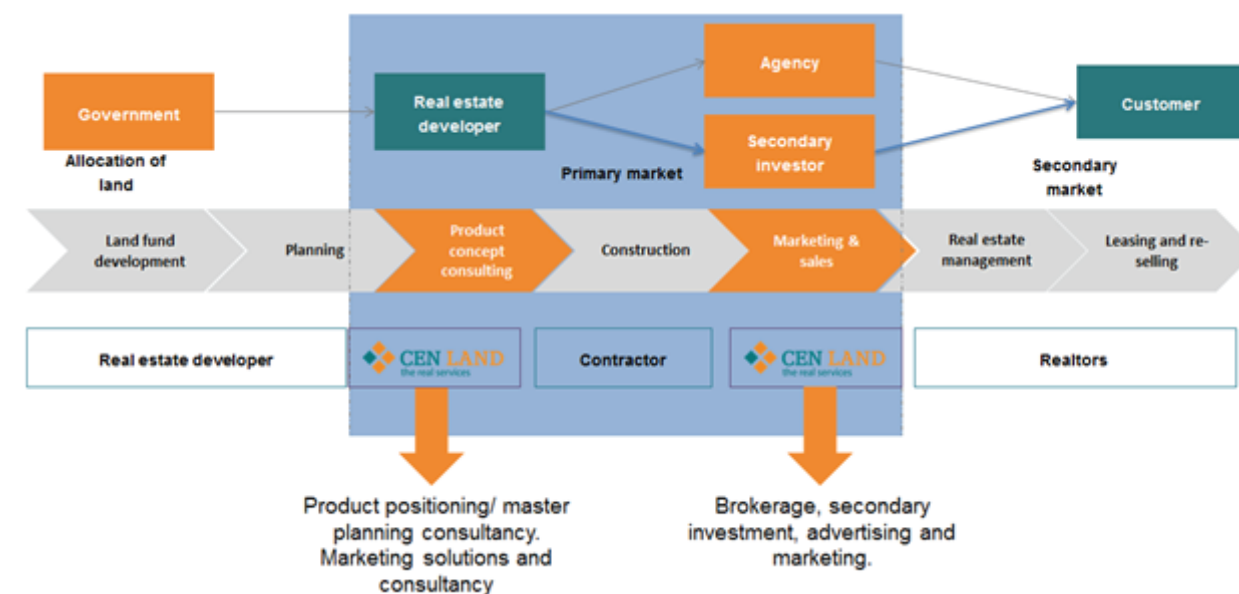 Government
Real estate
developer
Agency
Secondary
investor
Customer
Allocation of
land
Primary market
Secondary
market
Land fund
development
Planning
Product
concept
consulting
Construction
Marketing &
sales
Real estate
management
Leasing and re-
selling
Real estate developer
CEN LAND
the real services
Contractor
CEN LAND
the real services
Realtors
Product positioning/ master
planning consultancy.
Marketing solutions and
consultancy
Brokerage, secondary
investment, advertising and
marketing.